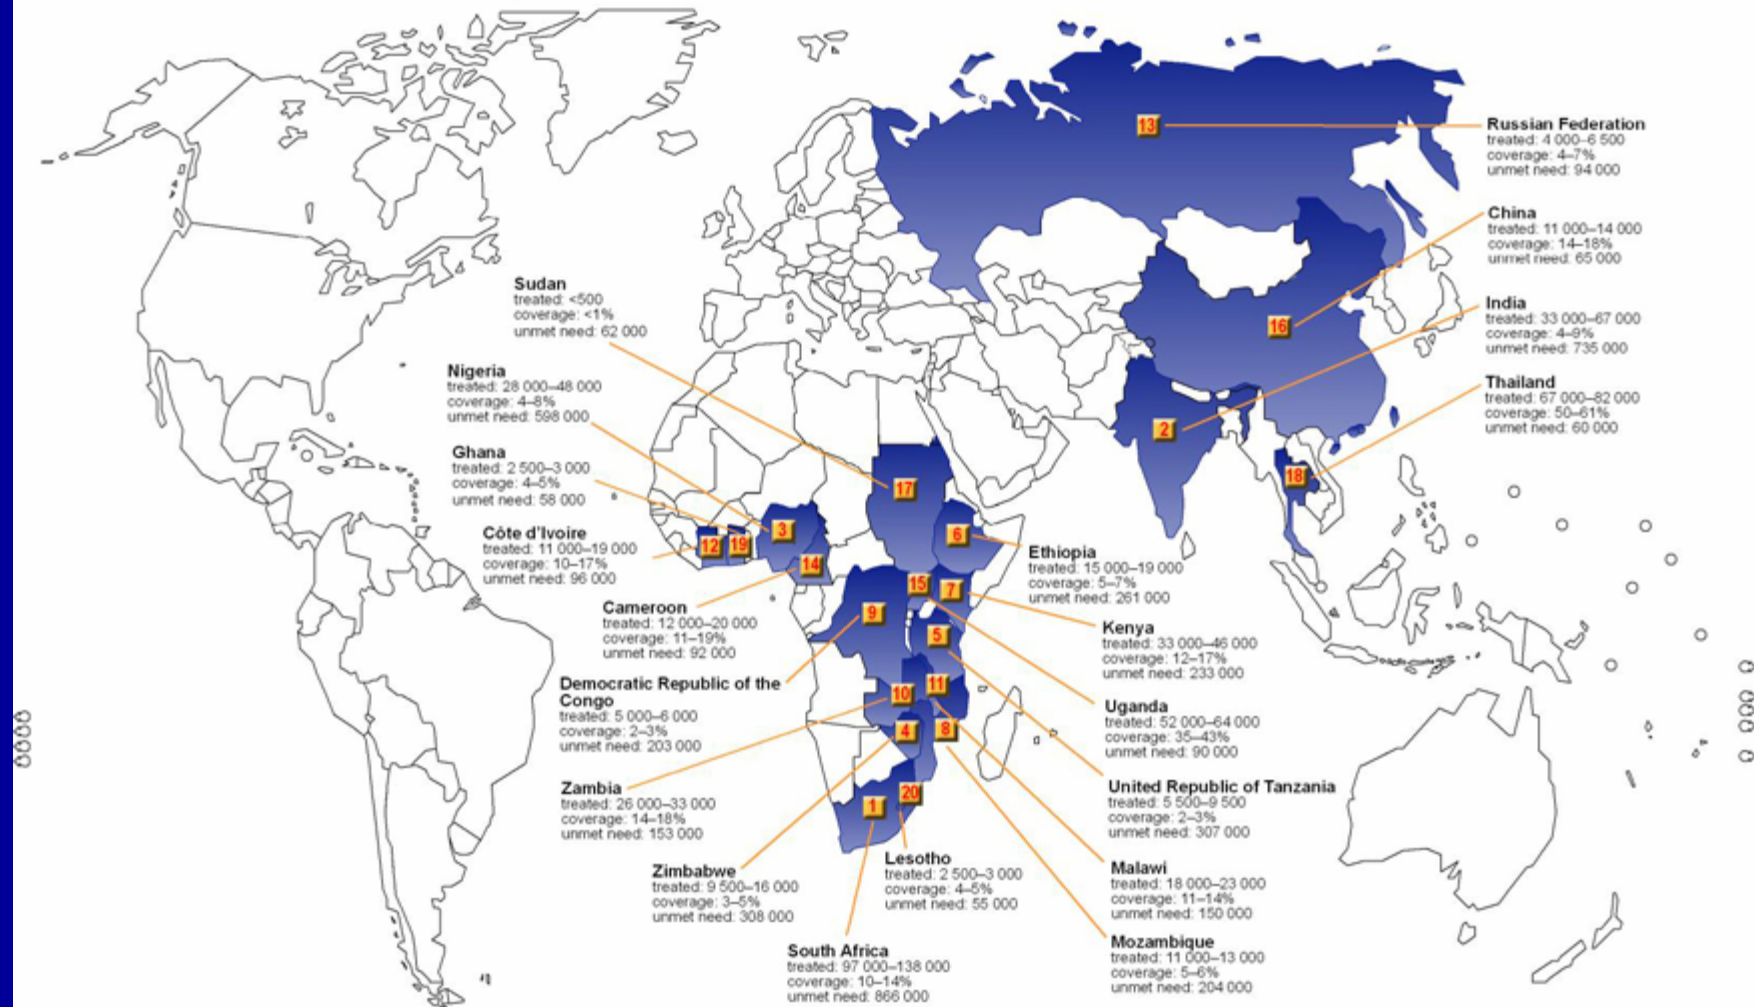 13
Russian Federation
treated: 4 000–6 500
coverage: 4–7%
unmet need: 94 000
China
treated: 11 000–14 000
coverage: 14–18%
unmet need: 65 000
16
India
treated: 33 000–67 000
coverage: 4–9%
unmet need: 735 000
2
Thailand
treated: 67 000–82 000
coverage: 50–61%
unmet need: 60 000
18
Sudan
treated: <500
coverage: <1%
unmet need: 62 000
17
Nigeria
treated: 28 000–48 000
coverage: 4–8%
unmet need: 598 000
3
Ghana
treated: 2 500–3 000
coverage: 4–5%
unmet need: 58 000
19
Côte d'Ivoire
treated: 11 000–19 000
coverage: 10–17%
unmet need: 96 000
12
Cameroon
treated: 12 000–20 000
coverage: 11–19%
unmet need: 92 000
14
Democratic Republic of the
Congo
treated: 5 000–6 000
coverage: 2–3%
unmet need: 203 000
9
Zambia
treated: 26 000–33 000
coverage: 14–18%
unmet need: 153 000
10
Zimbabwe
treated: 9 500–16 000
coverage: 3–5%
unmet need: 308 000
4
South Africa
treated: 97 000–138 000
coverage: 10–14%
unmet need: 866 000
1
Lesotho
treated: 2 500–3 000
coverage: 4–5%
unmet need: 55 000
20
6
Ethiopia
treated: 15 000–19 000
coverage: 5–7%
unmet need: 261 000
7
Kenya
treated: 33 000–46 000
coverage: 12–17%
unmet need: 233 000
15
Uganda
treated: 52 000–64 000
coverage: 35–43%
unmet need: 90 000
5
United Republic of Tanzania
treated: 5 500–9 500
coverage: 2–3%
unmet need: 307 000
11
Malawi
treated: 18 000–23 000
coverage: 11–14%
unmet need: 150 000
8
Mozambique
treated: 11 000–13 000
coverage: 5–6%
unmet need: 204 000